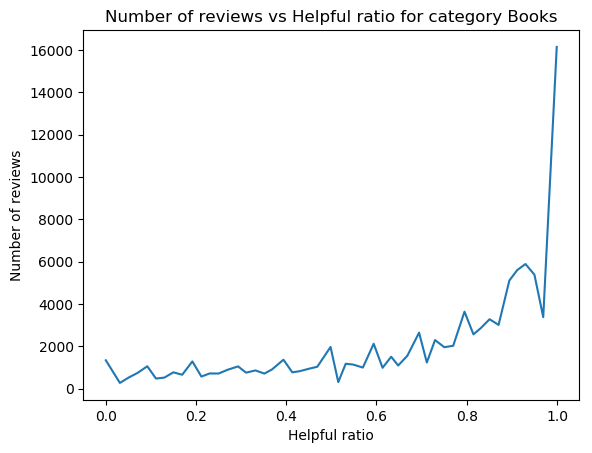 Number of reviews vs Helpful ratio for category Books
16000
14000
12000
10000
8000
6000
4000
2000
0
Number of reviews
0.0 0.2 0.4 0.6 0.8 1.0
Helpful ratio